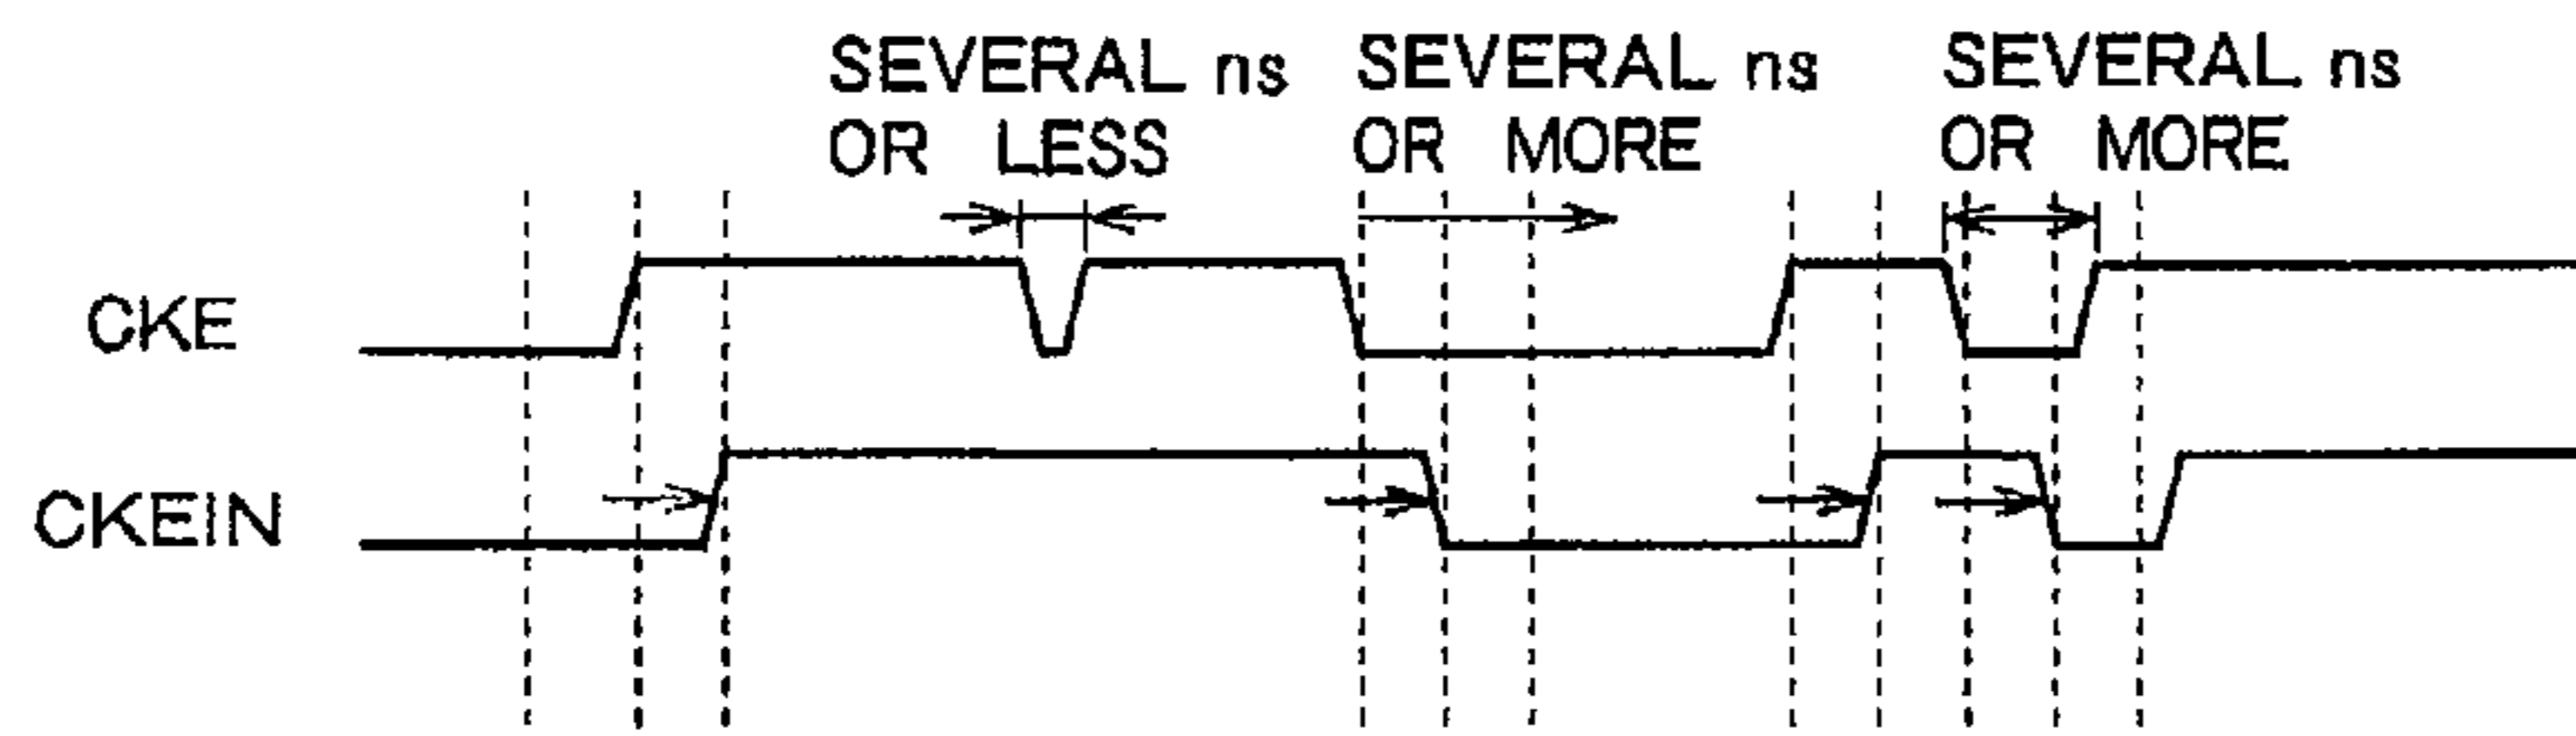 SEVERAL ns
OR LESS
SEVERAL ns
OR MORE
SEVERAL ns
OR MORE
CKE
CKEIN